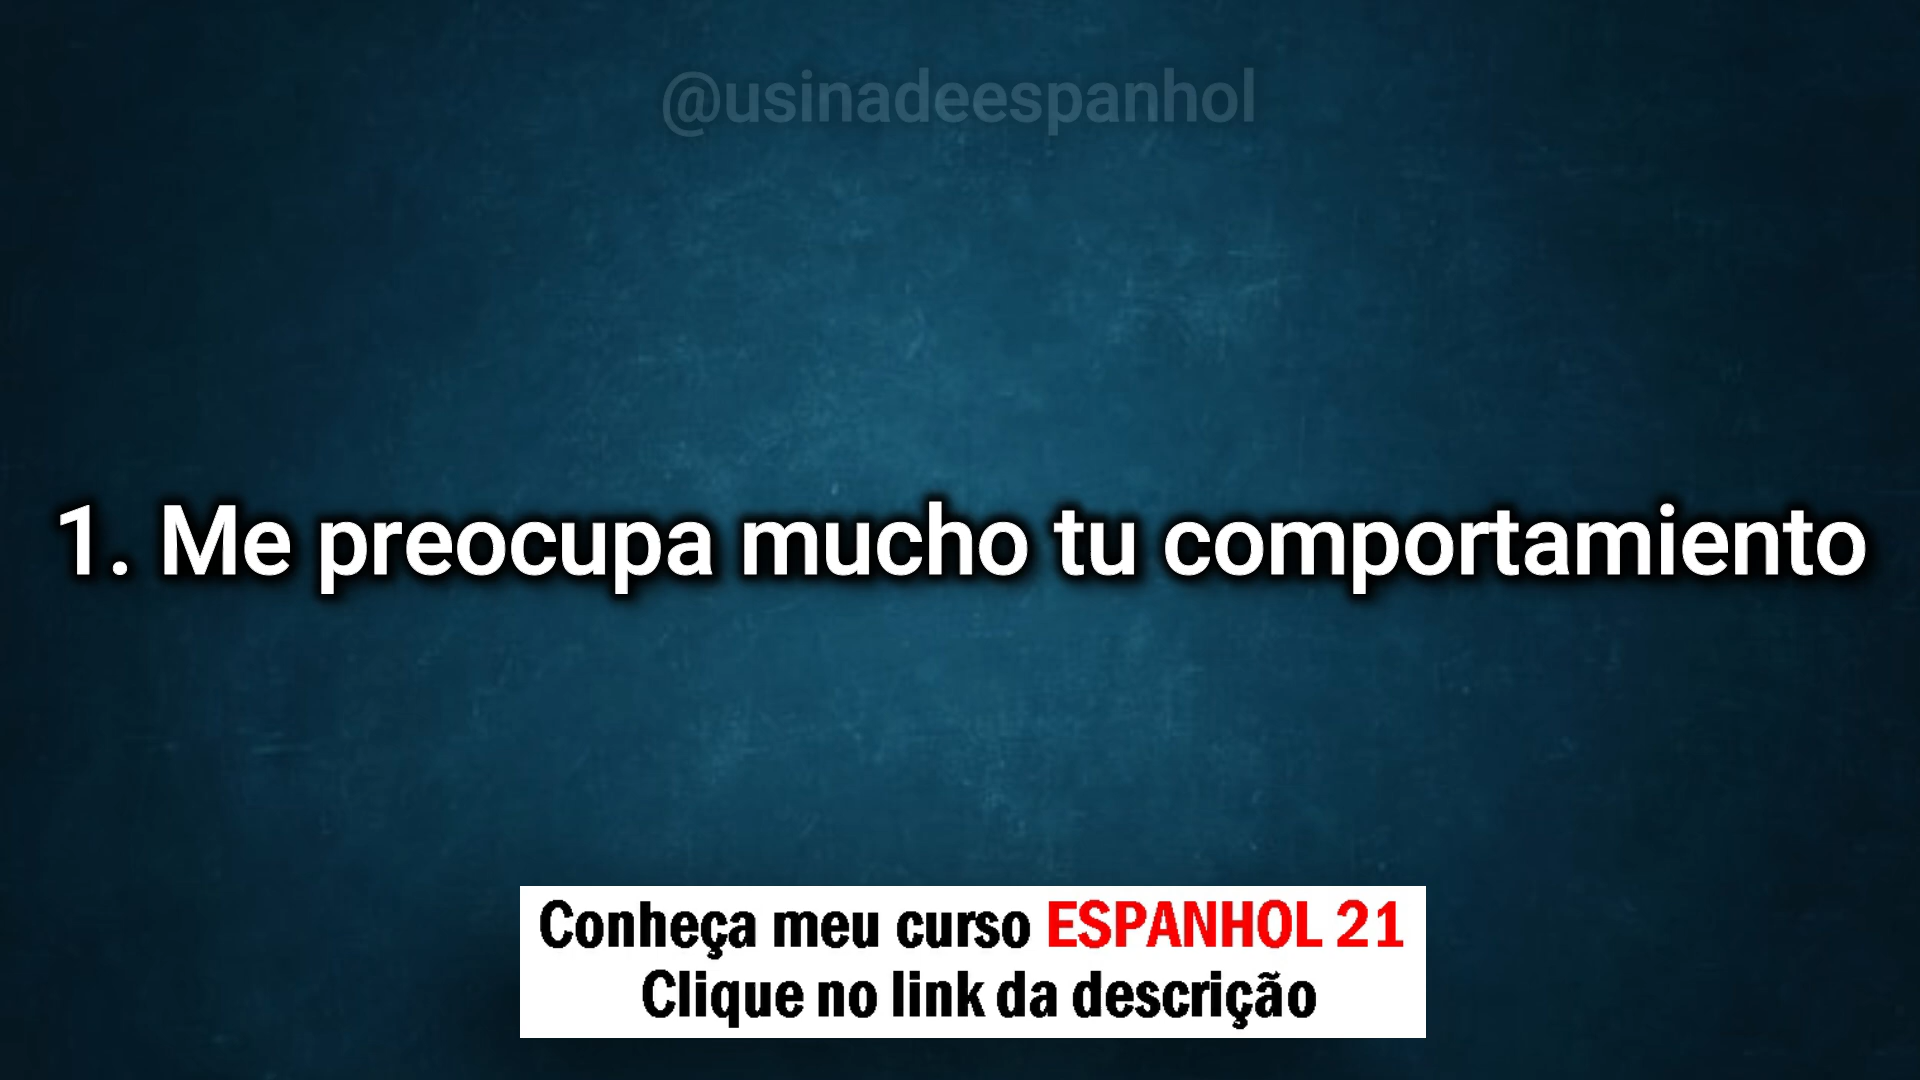 @usinadeespanhol
1. Me preocupa mucho tu comportamiento
Conheça meu curso ESPANHOL 21
Clique no link da descrição